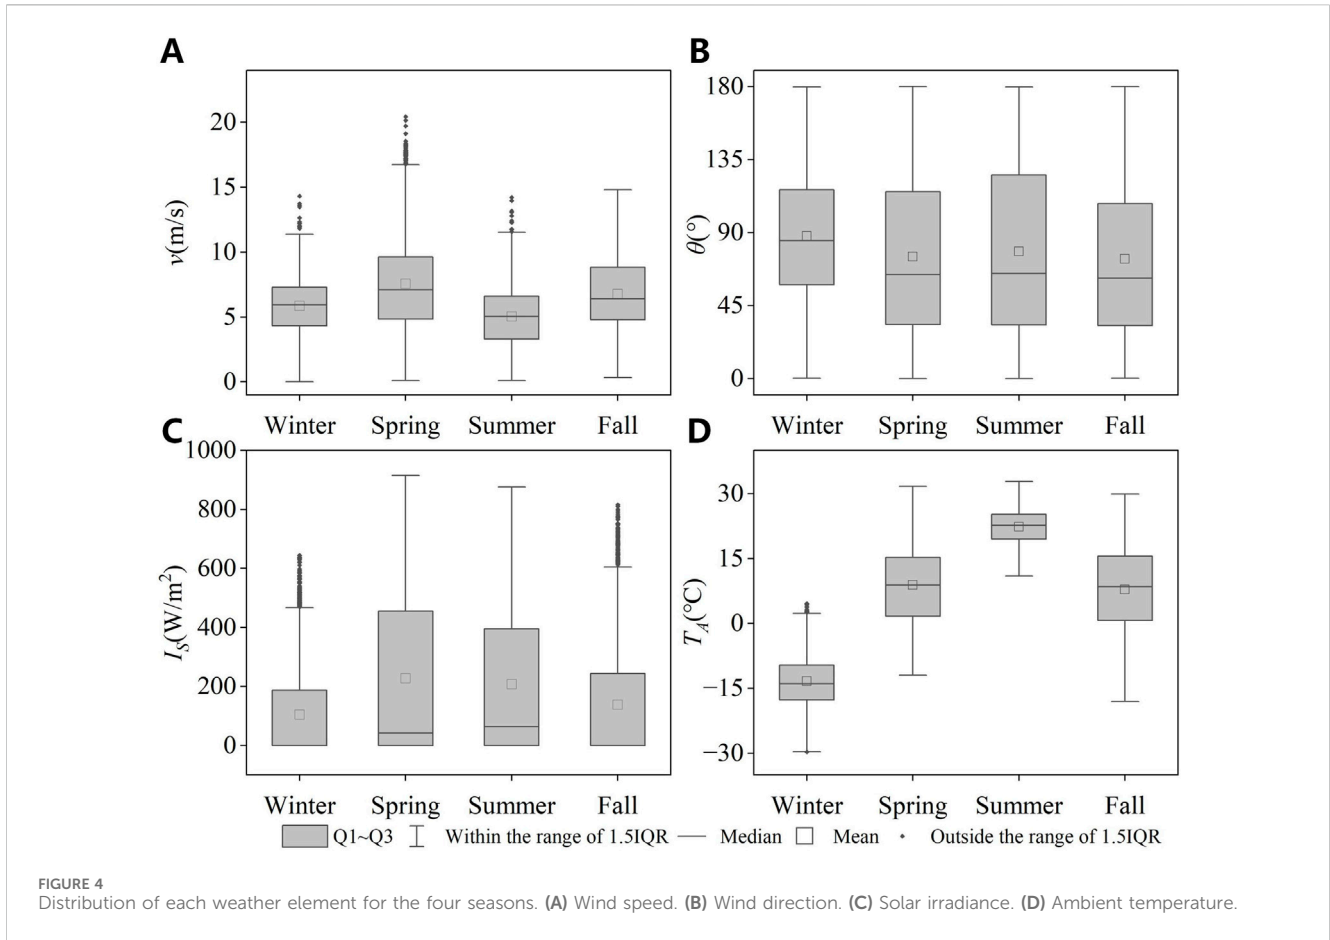 A
B
v(m/s)
20
15
10
5
0
Winter
Spring
Summer
Fall
θ(°)
180
135
90
45
0
Winter
Spring
Summer
Fall
C
D
I_S(W/m²)
1000
800
600
400
200
0
Winter
Spring
Summer
Fall
T_A(°C)
30
15
0
−15
−30
Winter
Spring
Summer
Fall
Q1~Q3 Within the range of 1.5IQR Median Mean Outside the range of 1.5IQR
FIGURE 4
Distribution of each weather element for the four seasons. (A) Wind speed. (B) Wind direction. (C) Solar irradiance. (D) Ambient temperature.